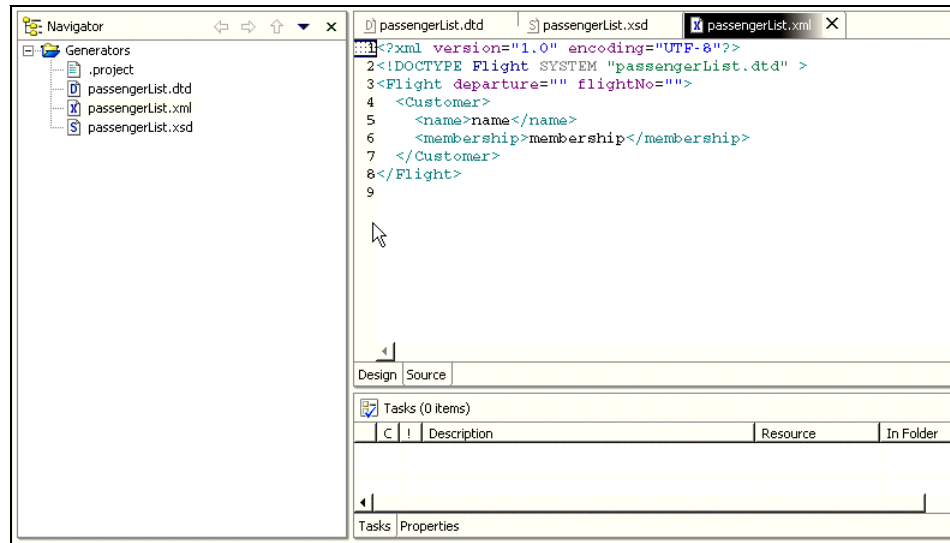 Navigator
Generators
.project
passengerList.dtd
passengerList.xml
passengerList.xsd
passengerList.dtd passengerList.xsd passengerList.xml
1<?xml version="1.0" encoding="UTF-8"?>
2<!DOCTYPE Flight SYSTEM "passengerList.dtd" >
3<Flight departure="" flightNo="">
4 <Customer>
5 <name>name</name>
6 <membership>membership</membership>
7 </Customer>
8</Flight>
9
Design Source
Tasks (0 items)
C ! Description Resource In Folder
Tasks Properties